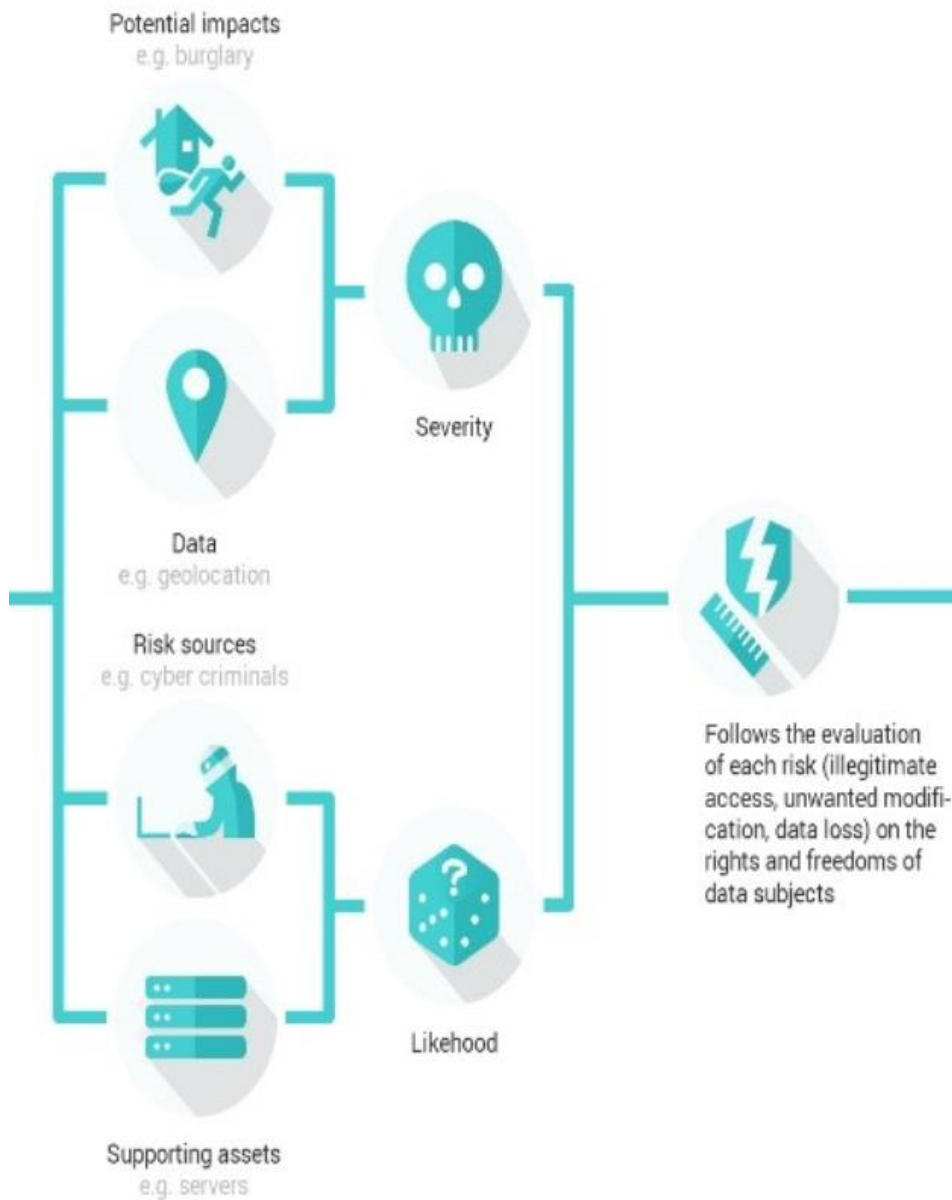 Potential impacts
e.g. burglary
Severity
Data
e.g. geolocation
Risk sources
e.g. cyber criminals
Follows the evaluation
of each risk (illegitimate
access, unwanted modifi-
cation, data loss) on the
rights and freedoms of
data subjects
?
Likehood
Supporting assets
e.g. servers